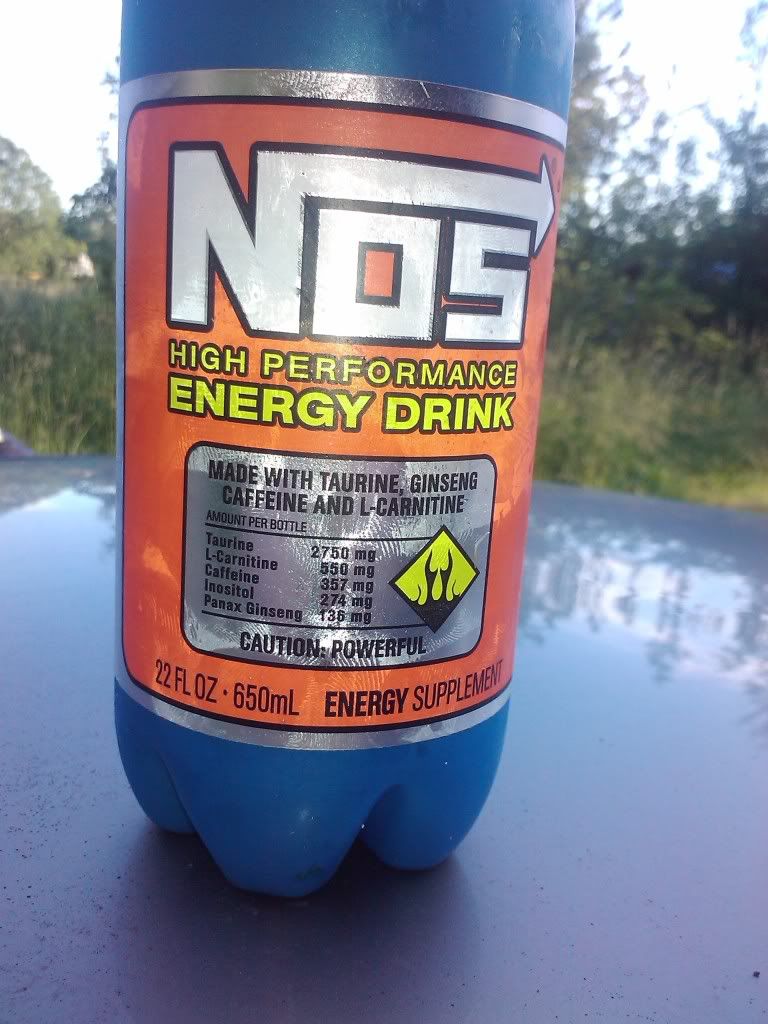 NOS
HIGH PERFORMANCE
ENERGY DRINK
MADE WITH TAURINE, GINSENG
CAFFEINE AND L-CARNITINE
AMOUNT PER BOTTLE
Taurine 2750 mg
L-Carnitine 550 mg
Caffeine 357 mg
Inositol 274 mg
Panax Ginseng 136 mg
CAUTION: POWERFUL
22 FL OZ · 650mL ENERGY SUPPLEMENT